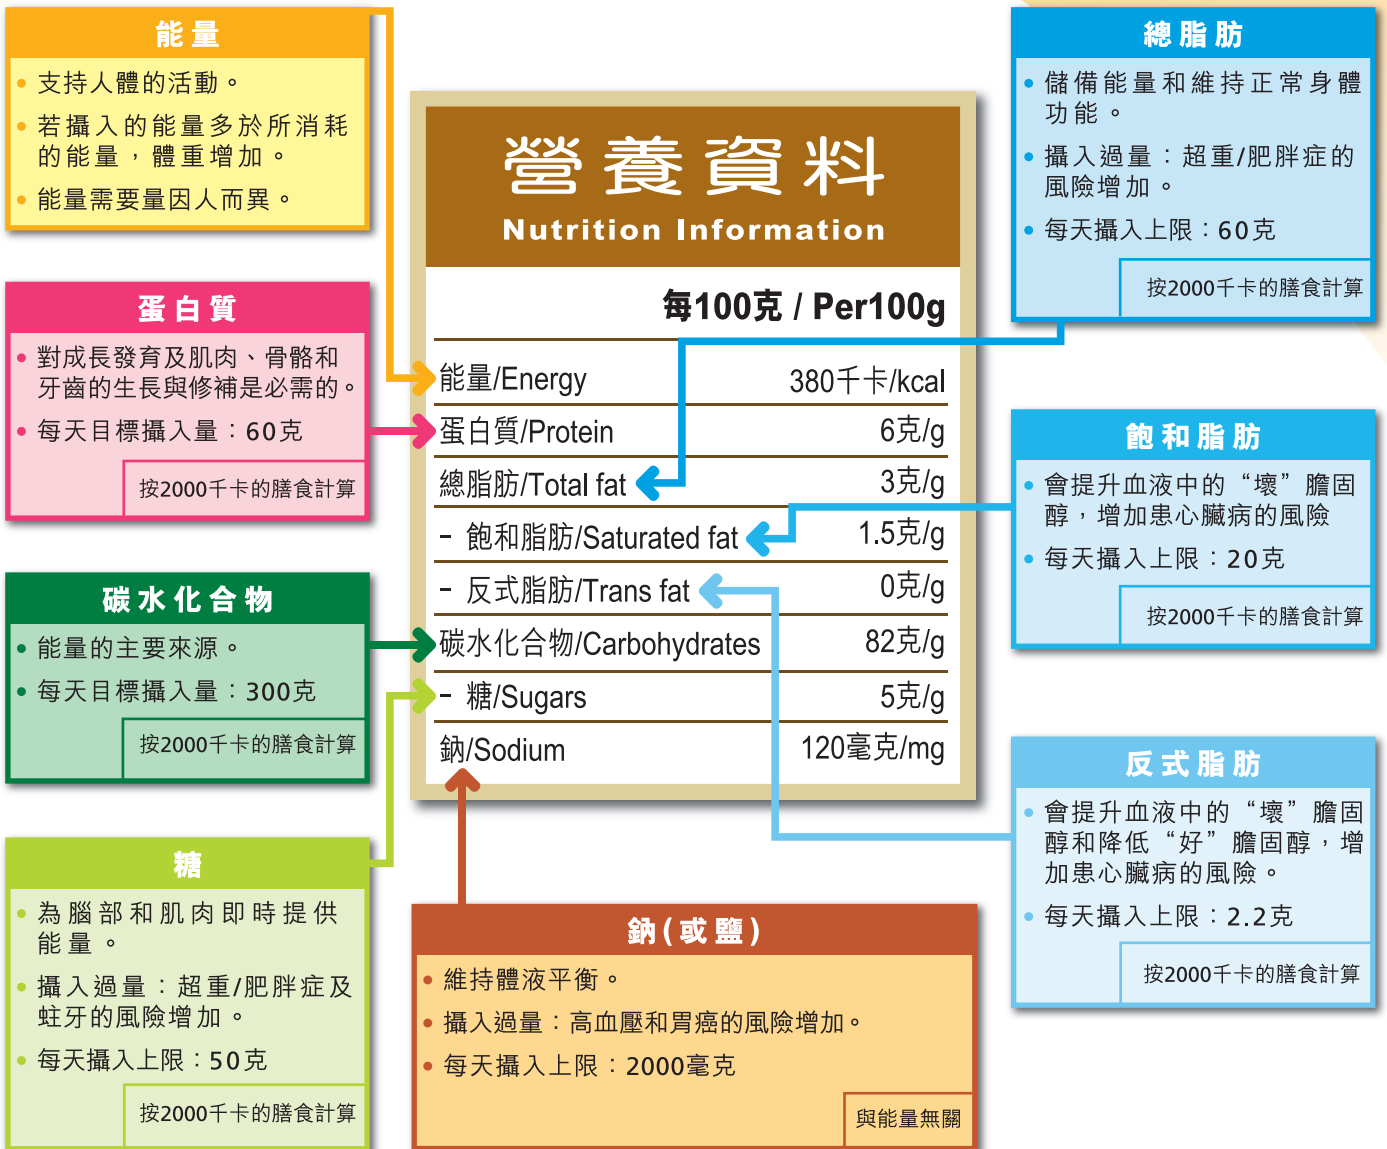 能量
• 支持人體的活動。
• 若攝入的能量多於所消耗
的能量，體重增加。
• 能量需要量因人而異。
蛋白質
• 對成長發育及肌肉、骨骼和
牙齒的生長與修補是必需的。
• 每天目標攝入量：60克
按2000千卡的膳食計算
碳水化合物
• 能量的主要來源。
• 每天目標攝入量：300克
按2000千卡的膳食計算
糖
• 為腦部和肌肉即時提供
能量。
• 攝入過量：超重/肥胖症及
蛀牙的風險增加。
• 每天攝入上限：50克
按2000千卡的膳食計算
營養資料
Nutrition Information
每100克 / Per100g
能量/Energy 380千卡/kcal
蛋白質/Protein 6克/g
總脂肪/Total fat 3克/g
- 飽和脂肪/Saturated fat 1.5克/g
- 反式脂肪/Trans fat 0克/g
碳水化合物/Carbohydrates 82克/g
- 糖/Sugars 5克/g
鈉/Sodium 120毫克/mg
鈉(或鹽)
• 維持體液平衡。
• 攝入過量：高血壓和胃癌的風險增加。
• 每天攝入上限：2000毫克
與能量無關
總脂肪
• 儲備能量和維持正常身體
功能。
• 攝入過量：超重/肥胖症的
風險增加。
• 每天攝入上限：60克
按2000千卡的膳食計算
飽和脂肪
• 會提升血液中的“壞”膽固
醇，增加患心臟病的風險
• 每天攝入上限：20克
按2000千卡的膳食計算
反式脂肪
• 會提升血液中的“壞”膽固
醇和降低“好”膽固醇，增
加患心臟病的風險。
• 每天攝入上限：2.2克
按2000千卡的膳食計算